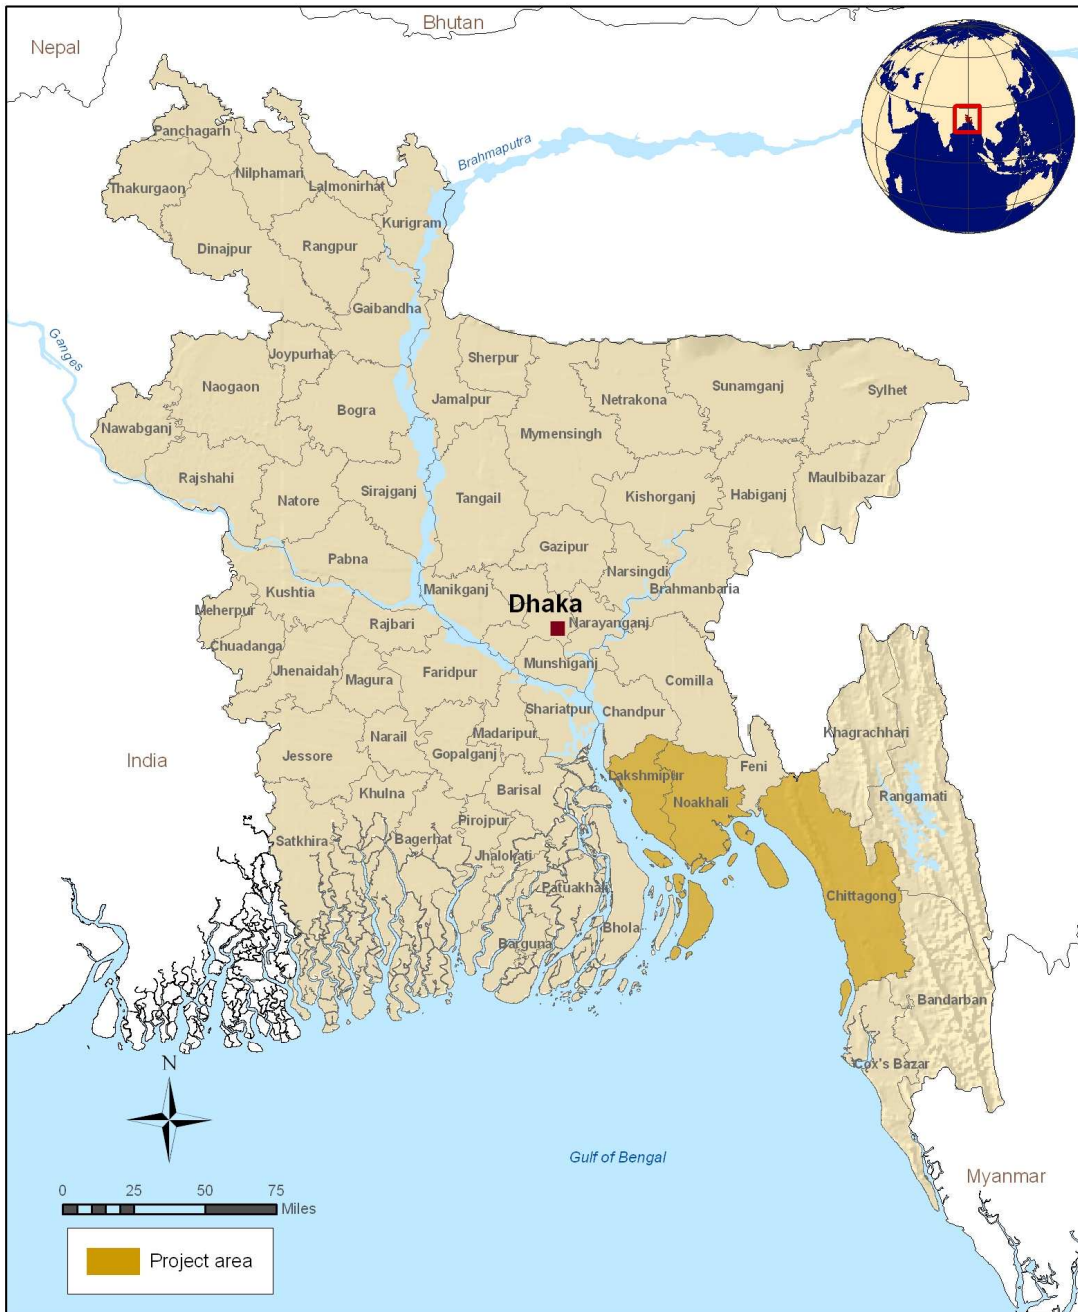 Bhutan
Nepal
Brahmaputra
Panchagarh
Nilphamari
Lalmonirhat
Thakurgaon
Kurigram
Dinajpur
Rangpur
Gaibandha
Ganges
Joypurhat
Sherpur
Naogaon
Sunamganj
Sylhet
Bogra
Jamalpur
Netrakona
Nawabganj
Mymensingh
Rajshahi
Maulbibazar
Natore
Sirajganj
Tangail
Kishorganj
Habiganj
Pabna
Gazipur
Narsingdi
Kushtia
Manikganj
Brahmanbaria
Meherpur
Dhaka
Rajbari
Narayanganj
Chuadanga
Jhenaidah
Magura
Faridpur
Munshiganj
Comilla
Shariatpur
Chandpur
Khagrachhari
Narail
Madaripur
India
Jessore
Gopalganj
Feni
Lakshmipur
Rangamati
Khulna
Barisal
Noakhali
Pirojpur
Satkhira
Bagerhat
Jhalokati
Patuakhali
Chittagong
Bhola
Barguna
Bandarban
N
Cox's Bazar
Gulf of Bengal
Myanmar
0 25 50 75
Miles
Project area